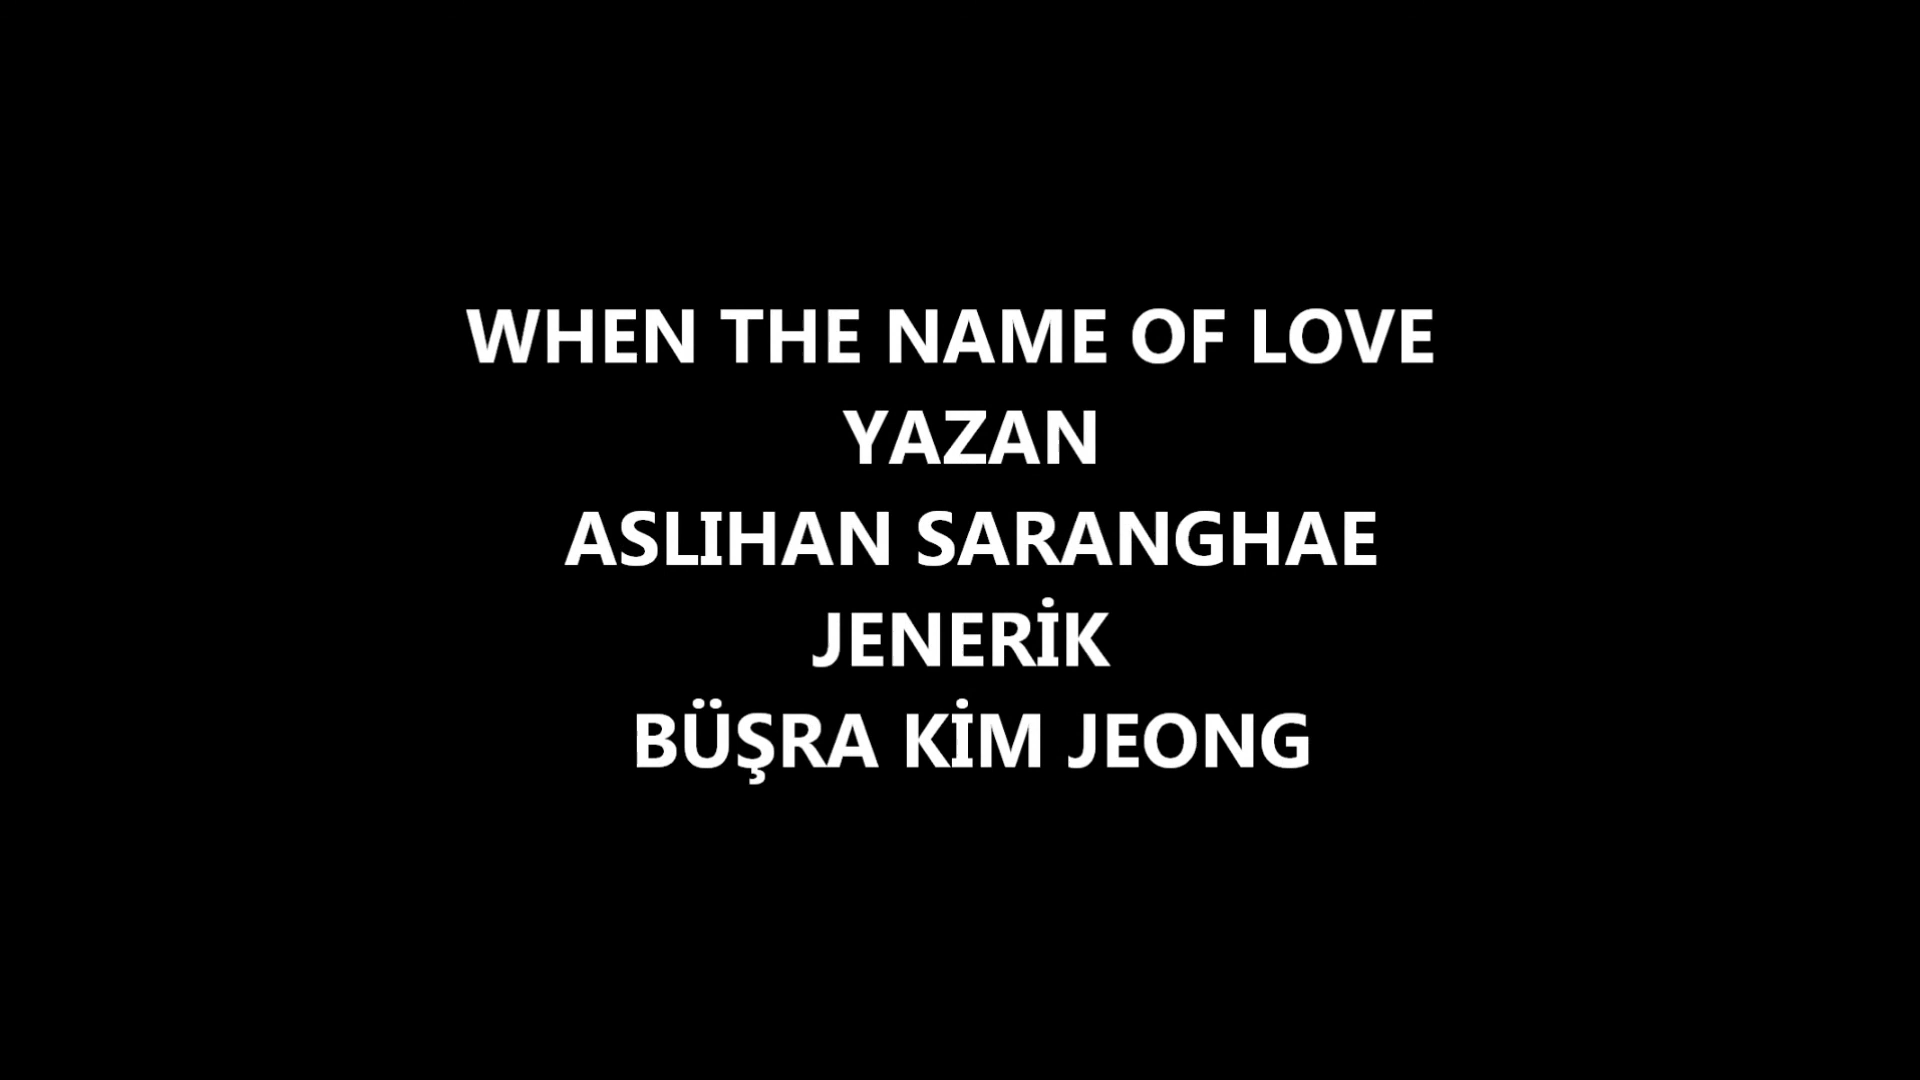 WHEN THE NAME OF LOVE
YAZAN
ASLIHAN SARANGHAE
JENERİK
BÜŞRA KİM JEONG